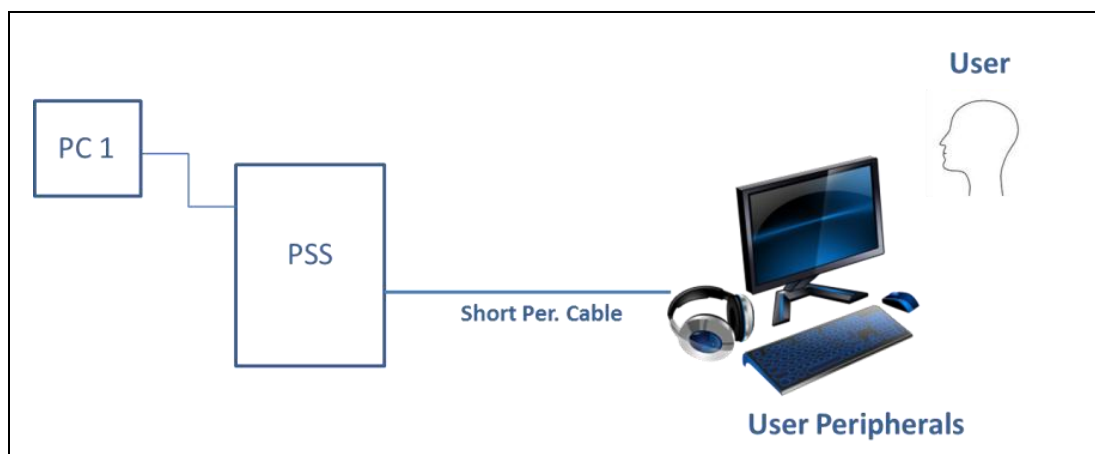 User
PC 1
PSS
Short Per. Cable
User Peripherals